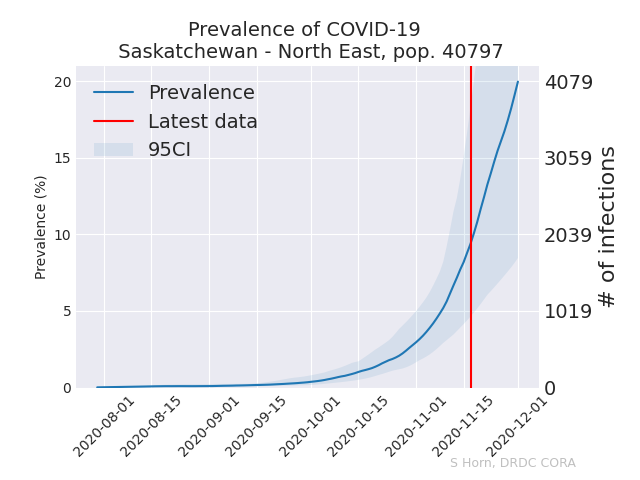 Prevalence of COVID-19
Saskatchewan - North East, pop. 40797
Prevalence
Latest data
95CI
Prevalence (%)
20
15
10
5
0
4079
3059
2039
1019
0
# of infections
2020-08-01
2020-08-15
2020-09-01
2020-09-15
2020-10-01
2020-10-15
2020-11-01
2020-11-15
2020-12-01
S Horn, DRDC CORA